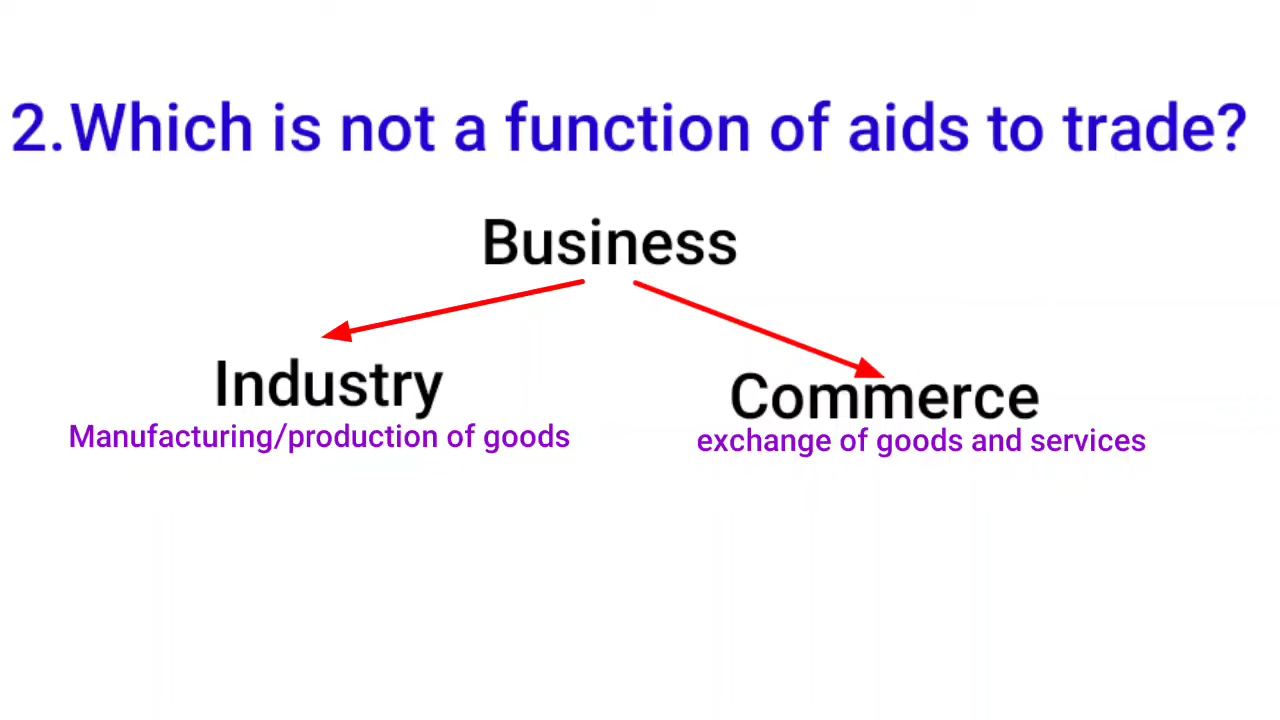 2.Which is not a function of aids to trade?
Business
Industry
Manufacturing/production of goods
Commerce
exchange of goods and services